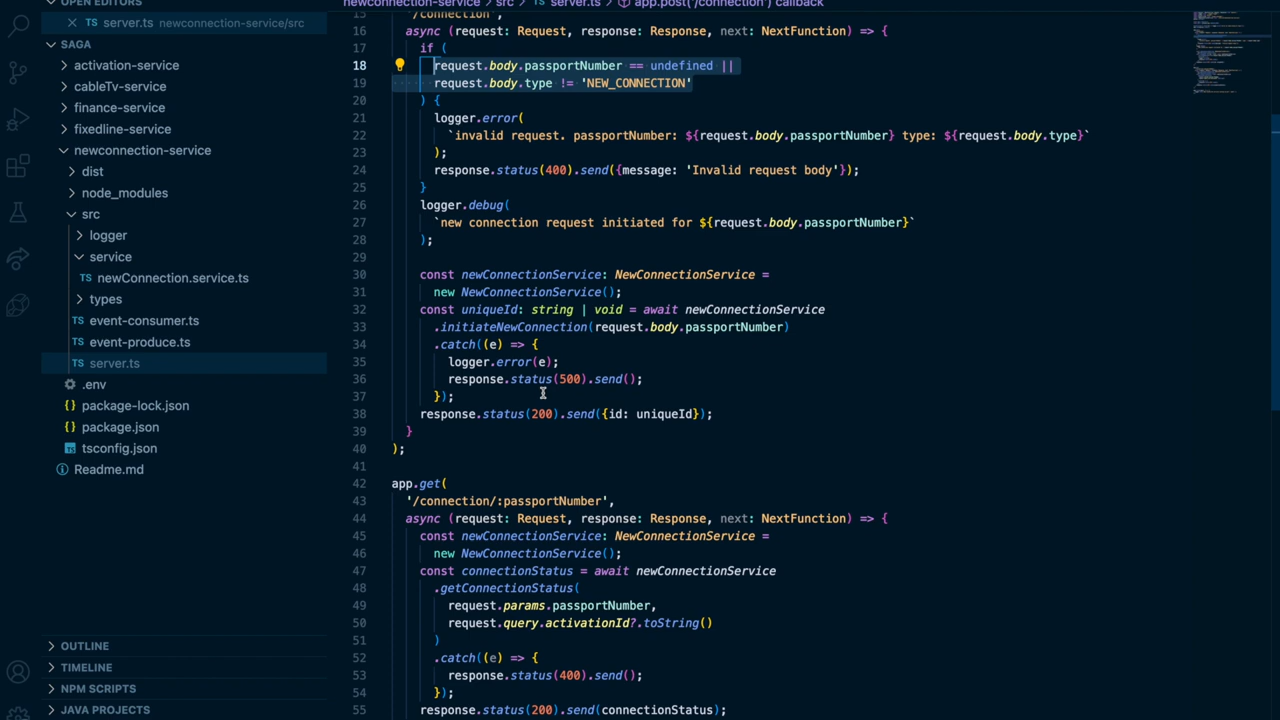 OPEN EDITORS
server.ts newconnection-service/src
SAGA
activation-service
cableTv-service
finance-service
fixedline-service
newconnection-service
dist
node_modules
src
logger
service
TS newConnection.service.ts
types
TS event-consumer.ts
TS event-produce.ts
TS server.ts
.env
{} package-lock.json
{} package.json
tsconfig.json
Readme.md
OUTLINE
TIMELINE
NPM SCRIPTS
JAVA PROJECTS
newconnection-service > src > TS server.ts > app.post('/connection') callback
15 '/connection',
16 async (request: Request, response: Response, next: NextFunction) => {
17 if (
18 request.body.passportNumber == undefined ||
19 request.body.type != 'NEW_CONNECTION'
20 ) {
21 logger.error(
22 `invalid request. passportNumber: ${request.body.passportNumber} type: ${request.body.type}`
23 );
24 response.status(400).send({message: 'Invalid request body'});
25 }
26 logger.debug(
27 `new connection request initiated for ${request.body.passportNumber}`
28 );
29
30 const newConnectionService: NewConnectionService =
31 new NewConnectionService();
32 const uniqueId: string | void = await newConnectionService
33 .initiateNewConnection(request.body.passportNumber)
34 .catch((e) => {
35 logger.error(e);
36 response.status(500).send();
37 });
38 response.status(200).send({id: uniqueId});
39 }
40 );
41
42 app.get(
43 '/connection/:passportNumber',
44 async (request: Request, response: Response, next: NextFunction) => {
45 const newConnectionService: NewConnectionService =
46 new NewConnectionService();
47 const connectionStatus = await newConnectionService
48 .getConnectionStatus(
49 request.params.passportNumber,
50 request.query.activationId?.toString()
51 )
52 .catch((e) => {
53 response.status(400).send();
54 });
55 response.status(200).send(connectionStatus);